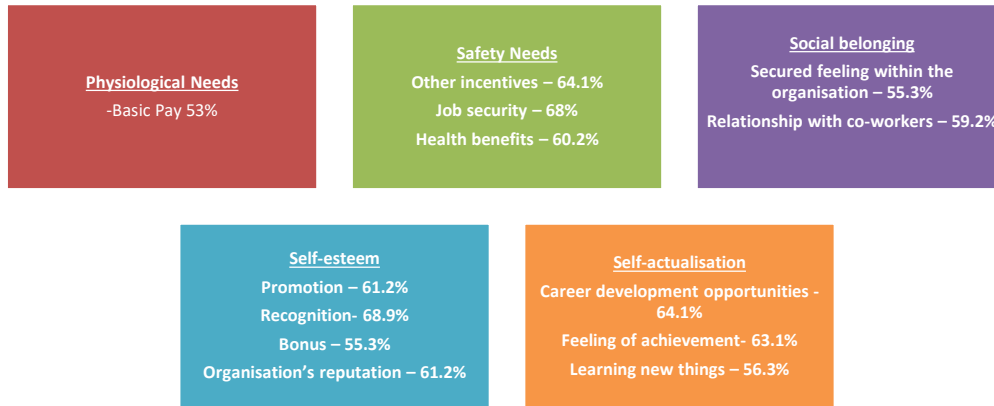 Physiological Needs
-Basic Pay 53%
Safety Needs
Other incentives – 64.1%
Job security – 68%
Health benefits – 60.2%
Social belonging
Secured feeling within the
organisation – 55.3%
Relationship with co-workers – 59.2%
Self-esteem
Promotion – 61.2%
Recognition- 68.9%
Bonus – 55.3%
Organisation’s reputation – 61.2%
Self-actualisation
Career development opportunities -
64.1%
Feeling of achievement- 63.1%
Learning new things – 56.3%